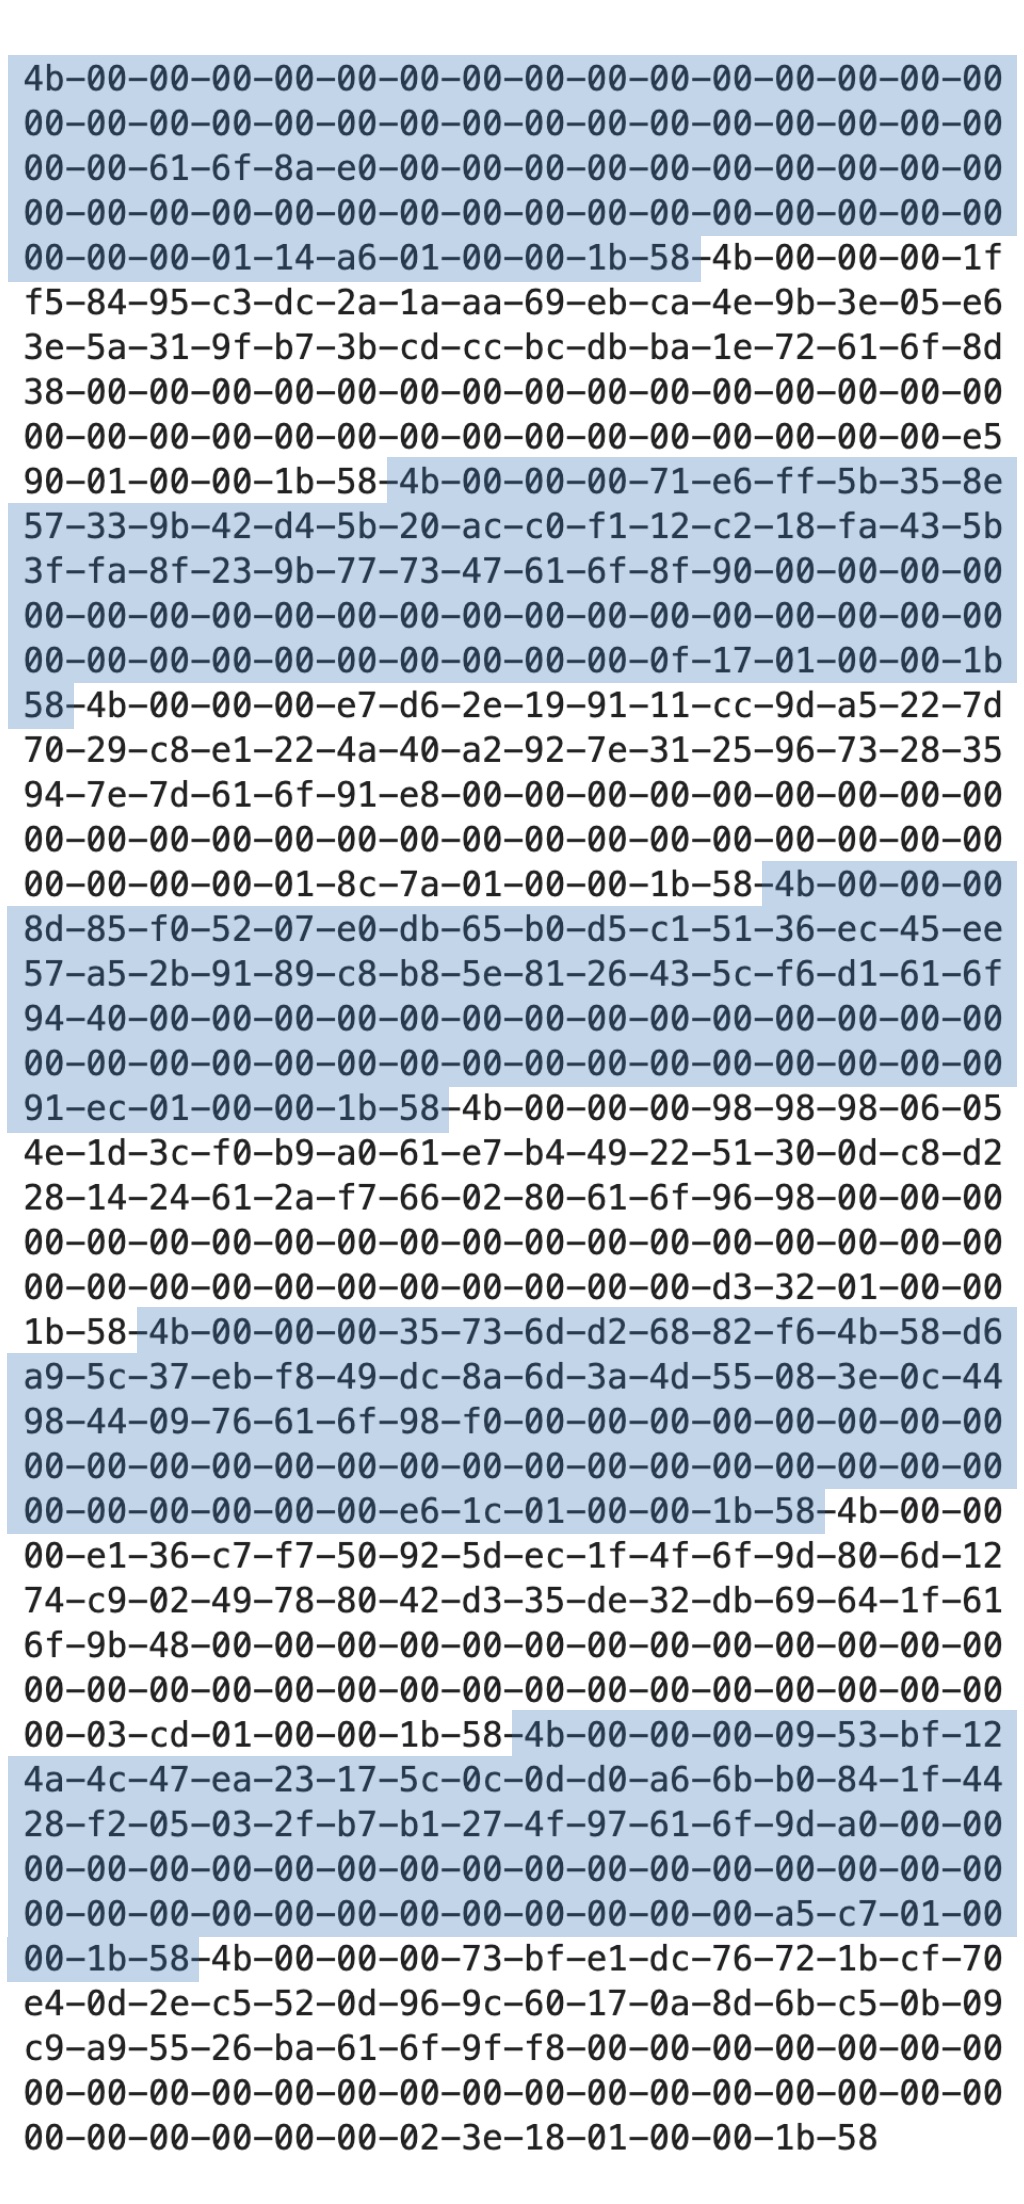 4b-00-00-00-00-00-00-00-00-00-00-00-00-00-00-00
00-00-00-00-00-00-00-00-00-00-00-00-00-00-00-00
00-00-61-6f-8a-e0-00-00-00-00-00-00-00-00-00-00
00-00-00-00-00-00-00-00-00-00-00-00-00-00-00-00
00-00-00-01-14-a6-01-00-00-1b-58-4b-00-00-00-1f
f5-84-95-c3-dc-2a-1a-aa-69-eb-ca-4e-9b-3e-05-e6
3e-5a-31-9f-b7-3b-cd-cc-bc-db-ba-1e-72-61-6f-8d
38-00-00-00-00-00-00-00-00-00-00-00-00-00-00-00
00-00-00-00-00-00-00-00-00-00-00-00-00-00-00-e5
90-01-00-00-1b-58-4b-00-00-00-71-e6-ff-5b-35-8e
57-33-9b-42-d4-5b-20-ac-c0-f1-12-c2-18-fa-43-5b
3f-fa-8f-23-9b-77-73-47-61-6f-8f-90-00-00-00-00
00-00-00-00-00-00-00-00-00-00-00-00-00-00-00-00
00-00-00-00-00-00-00-00-00-00-0f-17-01-00-00-1b
58-4b-00-00-00-e7-d6-2e-19-91-11-cc-9d-a5-22-7d
70-29-c8-e1-22-4a-40-a2-92-7e-31-25-96-73-28-35
94-7e-7d-61-6f-91-e8-00-00-00-00-00-00-00-00-00
00-00-00-00-00-00-00-00-00-00-00-00-00-00-00-00
00-00-00-00-01-8c-7a-01-00-00-1b-58-4b-00-00-00
8d-85-f0-52-07-e0-db-65-b0-d5-c1-51-36-ec-45-ee
57-a5-2b-91-89-c8-b8-5e-81-26-43-5c-f6-d1-61-6f
94-40-00-00-00-00-00-00-00-00-00-00-00-00-00-00
00-00-00-00-00-00-00-00-00-00-00-00-00-00-00-00
91-ec-01-00-00-1b-58-4b-00-00-00-98-98-98-06-05
4e-1d-3c-f0-b9-a0-61-e7-b4-49-22-51-30-0d-c8-d2
28-14-24-61-2a-f7-66-02-80-61-6f-96-98-00-00-00
00-00-00-00-00-00-00-00-00-00-00-00-00-00-00-00
00-00-00-00-00-00-00-00-00-00-00-d3-32-01-00-00
1b-58-4b-00-00-00-35-73-6d-d2-68-82-f6-4b-58-d6
a9-5c-37-eb-f8-49-dc-8a-6d-3a-4d-55-08-3e-0c-44
98-44-09-76-61-6f-98-f0-00-00-00-00-00-00-00-00
00-00-00-00-00-00-00-00-00-00-00-00-00-00-00-00
00-00-00-00-00-00-e6-1c-01-00-00-1b-58-4b-00-00
00-e1-36-c7-f7-50-92-5d-ec-1f-4f-6f-9d-80-6d-12
74-c9-02-49-78-80-42-d3-35-de-32-db-69-64-1f-61
6f-9b-48-00-00-00-00-00-00-00-00-00-00-00-00-00
00-00-00-00-00-00-00-00-00-00-00-00-00-00-00-00
00-03-cd-01-00-00-1b-58-4b-00-00-00-09-53-bf-12
4a-4c-47-ea-23-17-5c-0c-0d-d0-a6-6b-b0-84-1f-44
28-f2-05-03-2f-b7-b1-27-4f-97-61-6f-9d-a0-00-00
00-00-00-00-00-00-00-00-00-00-00-00-00-00-00-00
00-00-00-00-00-00-00-00-00-00-00-00-a5-c7-01-00
00-1b-58-4b-00-00-00-73-bf-e1-dc-76-72-1b-cf-70
e4-0d-2e-c5-52-0d-96-9c-60-17-0a-8d-6b-c5-0b-09
c9-a9-55-26-ba-61-6f-9f-f8-00-00-00-00-00-00-00
00-00-00-00-00-00-00-00-00-00-00-00-00-00-00-00
00-00-00-00-00-00-02-3e-18-01-00-00-1b-58